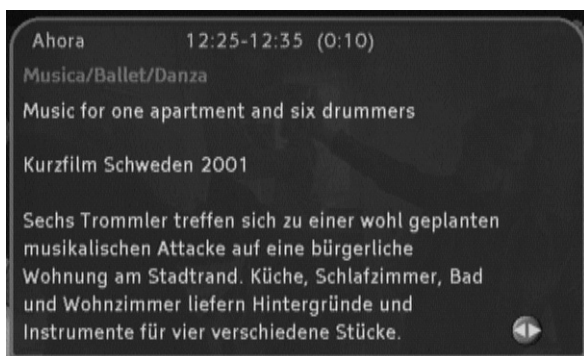 Ahora 12:25-12:35 (0:10)
Musica/Ballet/Danza
Music for one apartment and six drummers
Kurzfilm Schweden 2001
Sechs Trommler treffen sich zu einer wohl geplanten
musikalischen Attacke auf eine bürgerliche
Wohnung am Stadtrand. Küche, Schlafzimmer, Bad
und Wohnzimmer liefern Hintergründe und
Instrumente für vier verschiedene Stücke.